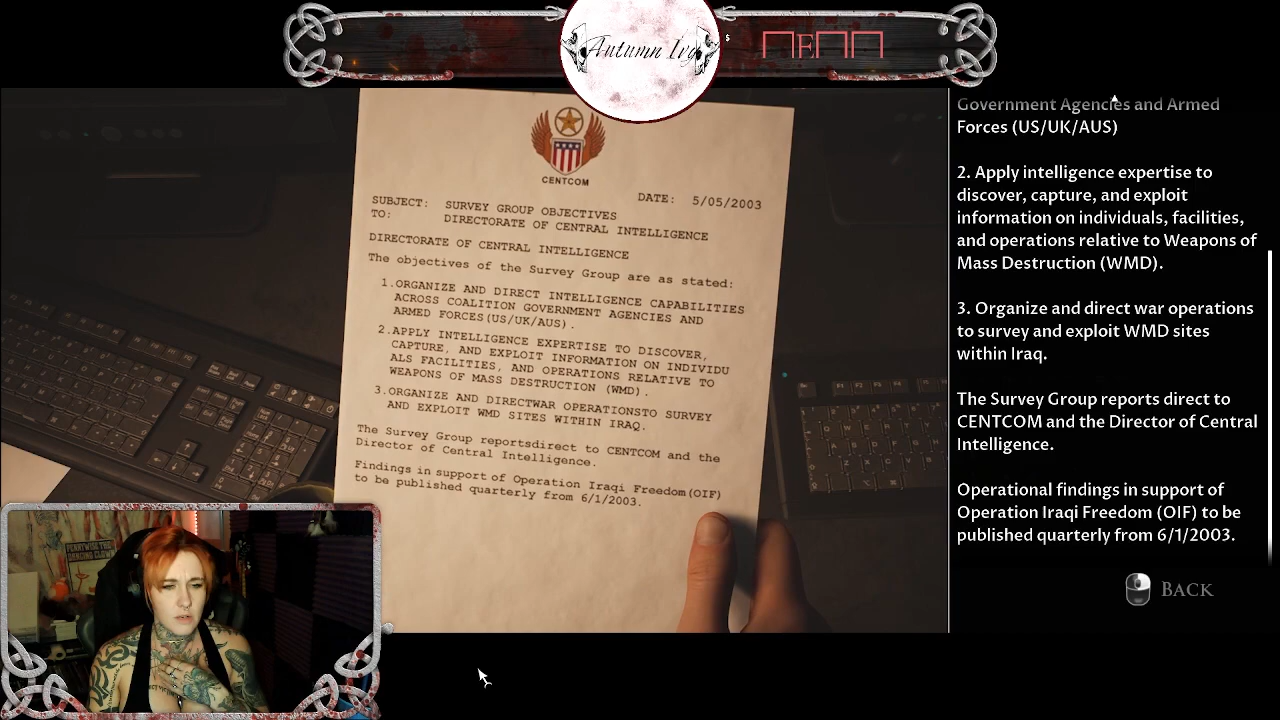 Autumn Ivy
$
CENTCOM
DATE: 5/05/2003
SUBJECT: SURVEY GROUP OBJECTIVES
TO: DIRECTORATE OF CENTRAL INTELLIGENCE
DIRECTORATE OF CENTRAL INTELLIGENCE
The objectives of the Survey Group are as stated:
1.ORGANIZE AND DIRECT INTELLIGENCE CAPABILITIES
ACROSS COALITION GOVERNMENT AGENCIES AND
ARMED FORCES(US/UK/AUS).
2.APPLY INTELLIGENCE EXPERTISE TO DISCOVER,
CAPTURE, AND EXPLOIT INFORMATION ON INDIVIDU
ALS FACILITIES, AND OPERATIONS RELATIVE TO
WEAPONS OF MASS DESTRUCTION (WMD).
3.ORGANIZE AND DIRECTWAR OPERATIONSTO SURVEY
AND EXPLOIT WMD SITES WITHIN IRAQ.
The Survey Group reportsdirect to CENTCOM and the
Director of Central Intelligence.
Findings in support of Operation Iraqi Freedom(OIF)
to be published quarterly from 6/1/2003.
Government Agencies and Armed
Forces (US/UK/AUS)
2. Apply intelligence expertise to
discover, capture, and exploit
information on individuals, facilities,
and operations relative to Weapons of
Mass Destruction (WMD).
3. Organize and direct war operations
to survey and exploit WMD sites
within Iraq.
The Survey Group reports direct to
CENTCOM and the Director of Central
Intelligence.
Operational findings in support of
Operation Iraqi Freedom (OIF) to be
published quarterly from 6/1/2003.
BACK
PENNYWISE THE
DANCING CLOWN